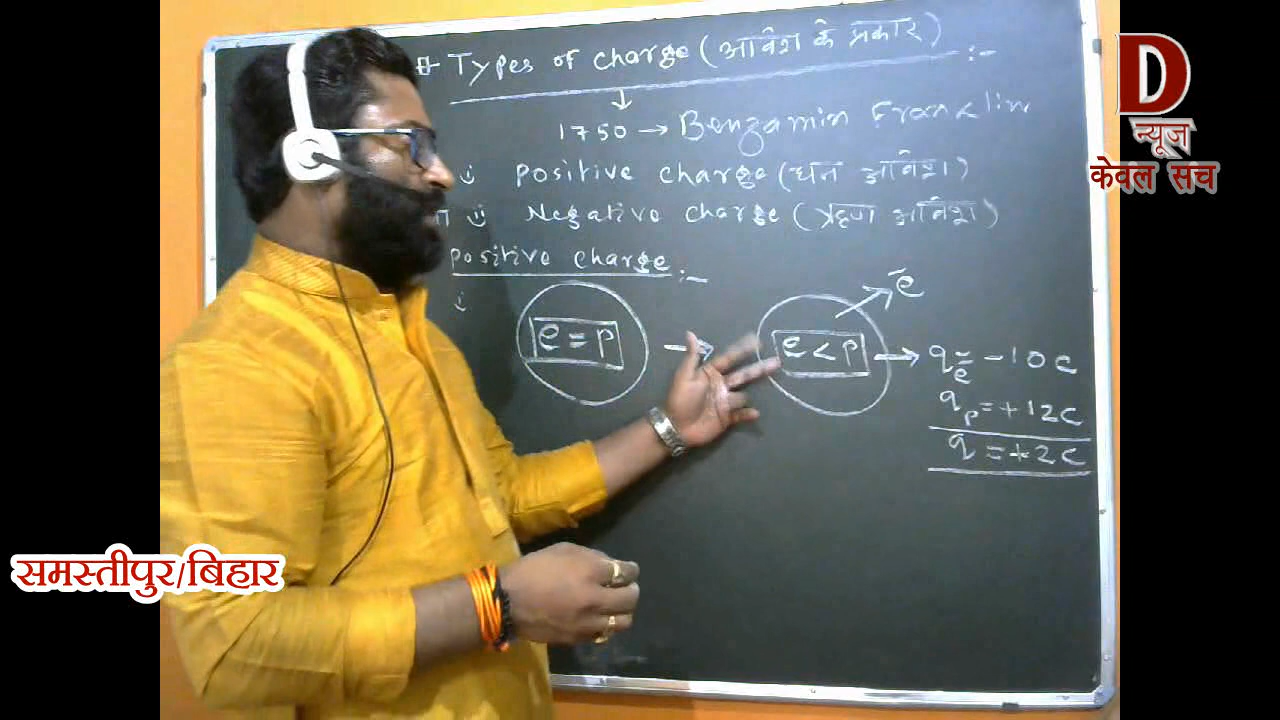 # Types of charge (आवेश के प्रकार) :-
↓
1750 → Bengamin Franklin
Positive charge (धन आवेश)
Negative charge (ऋण आवेश)
Positive charge :-
e = p → e < p → e⁻
→ qe⁻ = -10c
qp = +12c
q = +2c
D
न्यूज
केवल सच
समस्तीपुर/बिहार